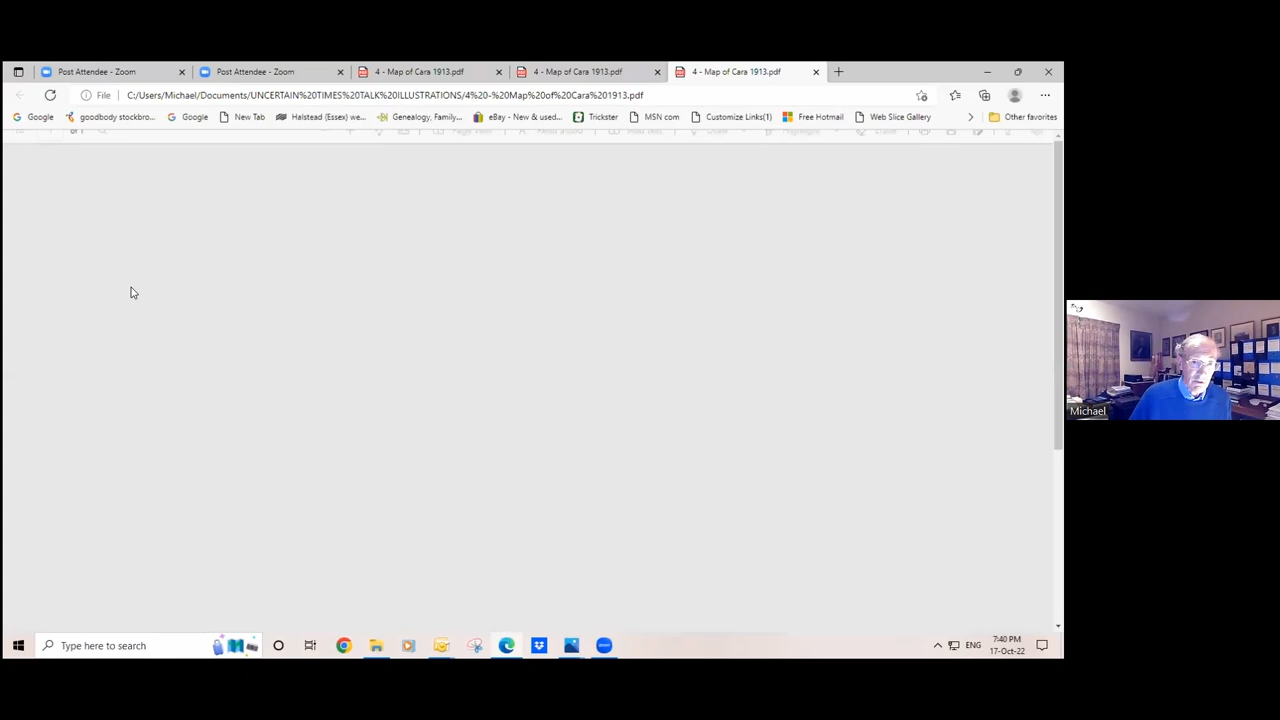 Post Attendee - Zoom
Post Attendee - Zoom
4 - Map of Cara 1913.pdf
4 - Map of Cara 1913.pdf
4 - Map of Cara 1913.pdf
File
C:/Users/Michael/Documents/UNCERTAIN%20TIMES%20TALK%20ILLUSTRATIONS/4%20-%20Map%20of%20Cara%201913.pdf
Google
goodbody stockbro...
Google
New Tab
Halstead (Essex) we...
Genealogy, Family...
eBay - New & used...
Trickster
MSN com
Customize Links(1)
Free Hotmail
Web Slice Gallery
Other favorites
of 1
Michael
Type here to search
ENG
7:40 PM
17-Oct-22